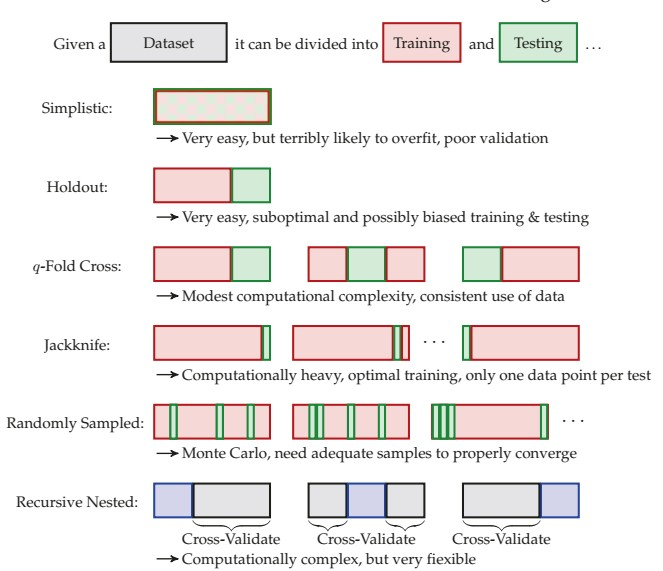 Given a Dataset it can be divided into Training and Testing ...
Simplistic:
→ Very easy, but terribly likely to overfit, poor validation
Holdout:
→ Very easy, suboptimal and possibly biased training & testing
q-Fold Cross:
→ Modest computational complexity, consistent use of data
Jackknife:
...
→ Computationally heavy, optimal training, only one data point per test
Randomly Sampled:
...
→ Monte Carlo, need adequate samples to properly converge
Recursive Nested:
Cross-Validate Cross-Validate Cross-Validate
→ Computationally complex, but very fiexible